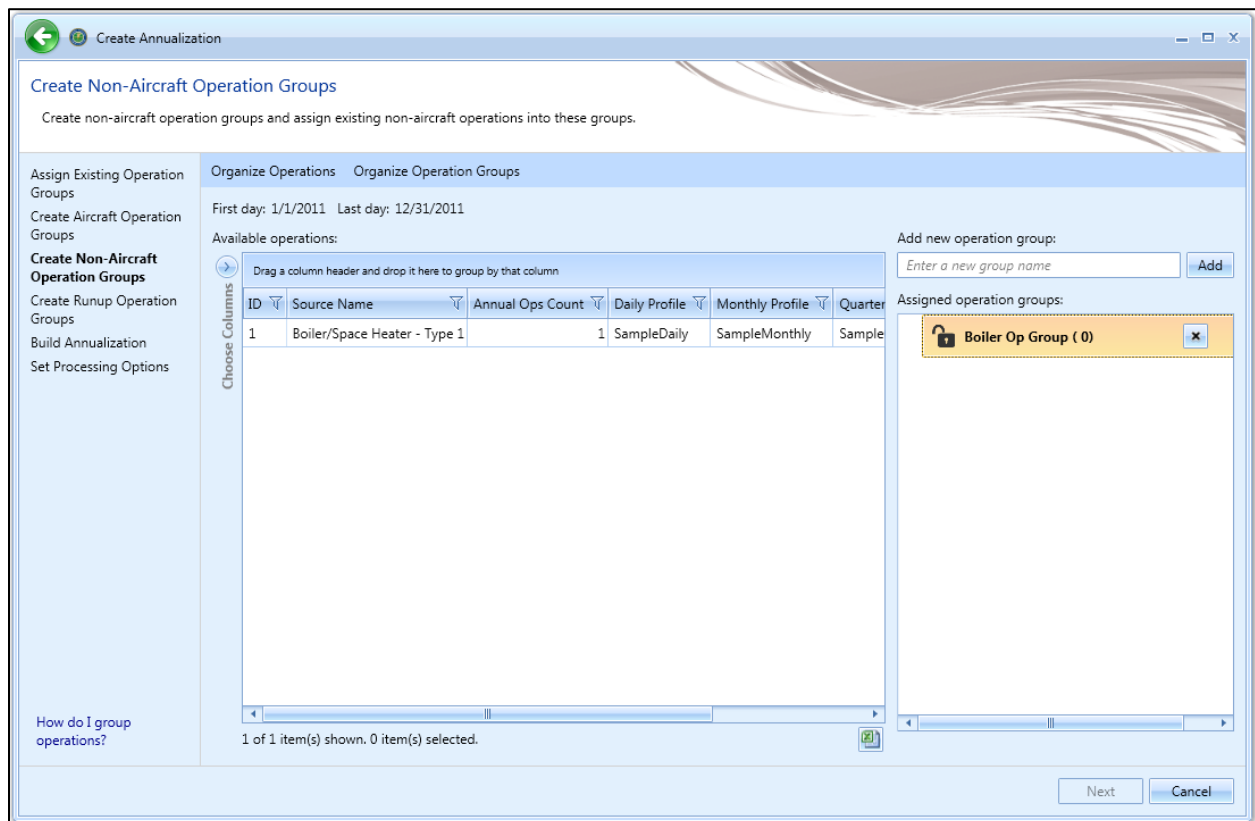 Create Annualization
Create Non-Aircraft Operation Groups
Create non-aircraft operation groups and assign existing non-aircraft operations into these groups.
Assign Existing Operation
Groups
Create Aircraft Operation
Groups
Create Non-Aircraft
Operation Groups
Create Runup Operation
Groups
Build Annualization
Set Processing Options
How do I group
operations?
Organize Operations Organize Operation Groups
First day: 1/1/2011 Last day: 12/31/2011
Available operations:
Choose Columns
Drag a column header and drop it here to group by that column
ID Source Name Annual Ops Count Daily Profile Monthly Profile Quarter
1 Boiler/Space Heater - Type 1 1 SampleDaily SampleMonthly Sample
1 of 1 item(s) shown. 0 item(s) selected.
Add new operation group:
Enter a new group name Add
Assigned operation groups:
Boiler Op Group ( 0)
Next Cancel